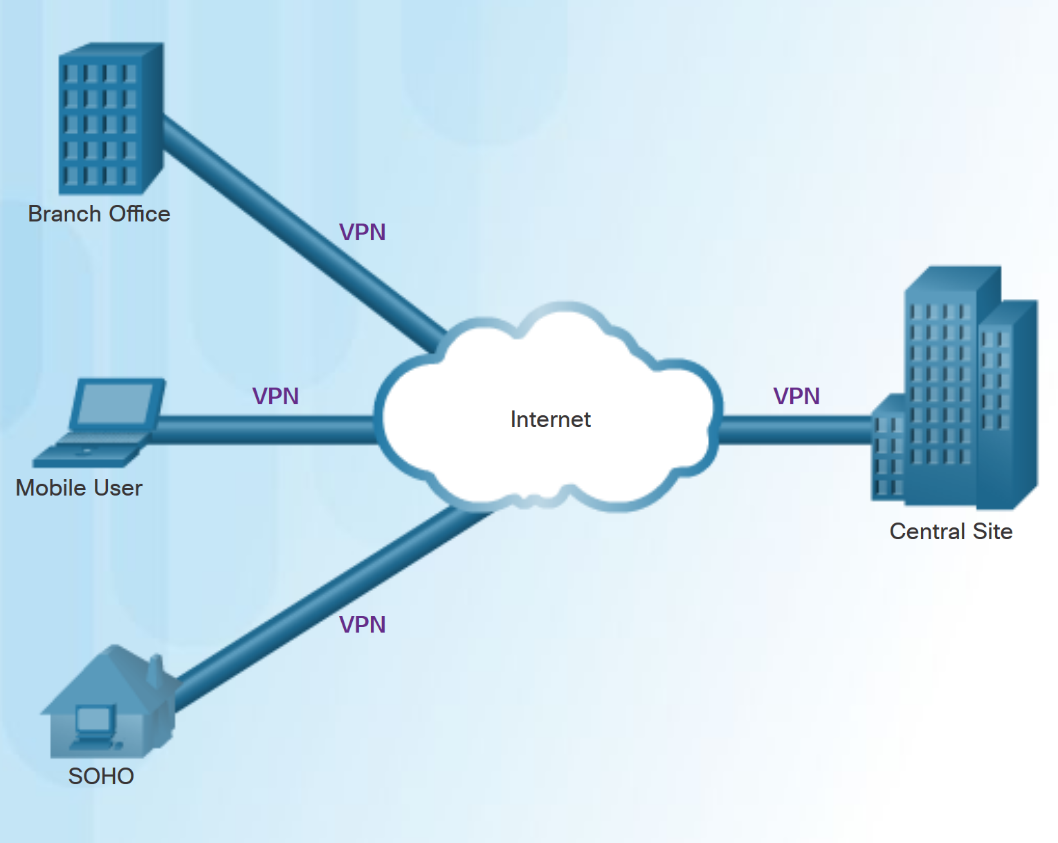 Branch Office
VPN
VPN
Mobile User
Internet
VPN
Central Site
VPN
SOHO